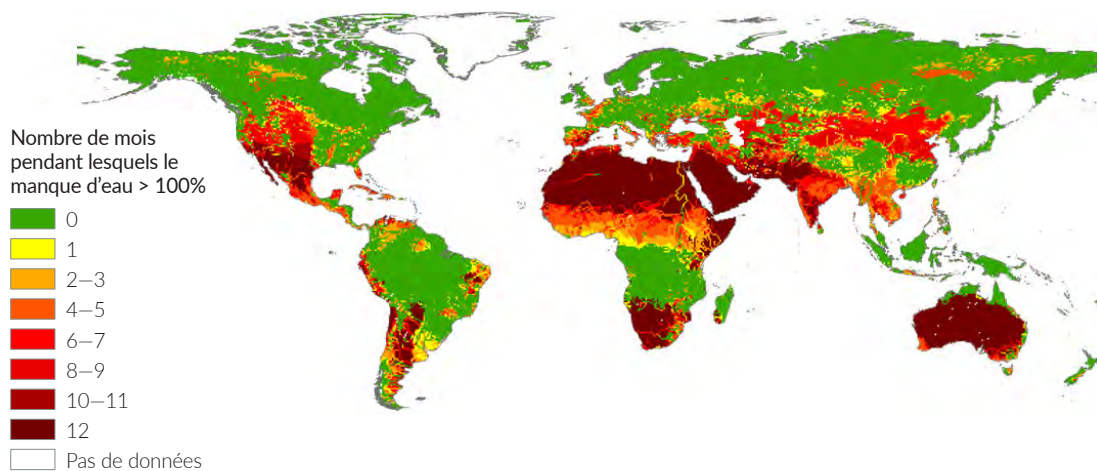 Nombre de mois
pendant lesquels le
manque d'eau > 100%
0
1
2—3
4—5
6—7
8—9
10—11
12
Pas de données